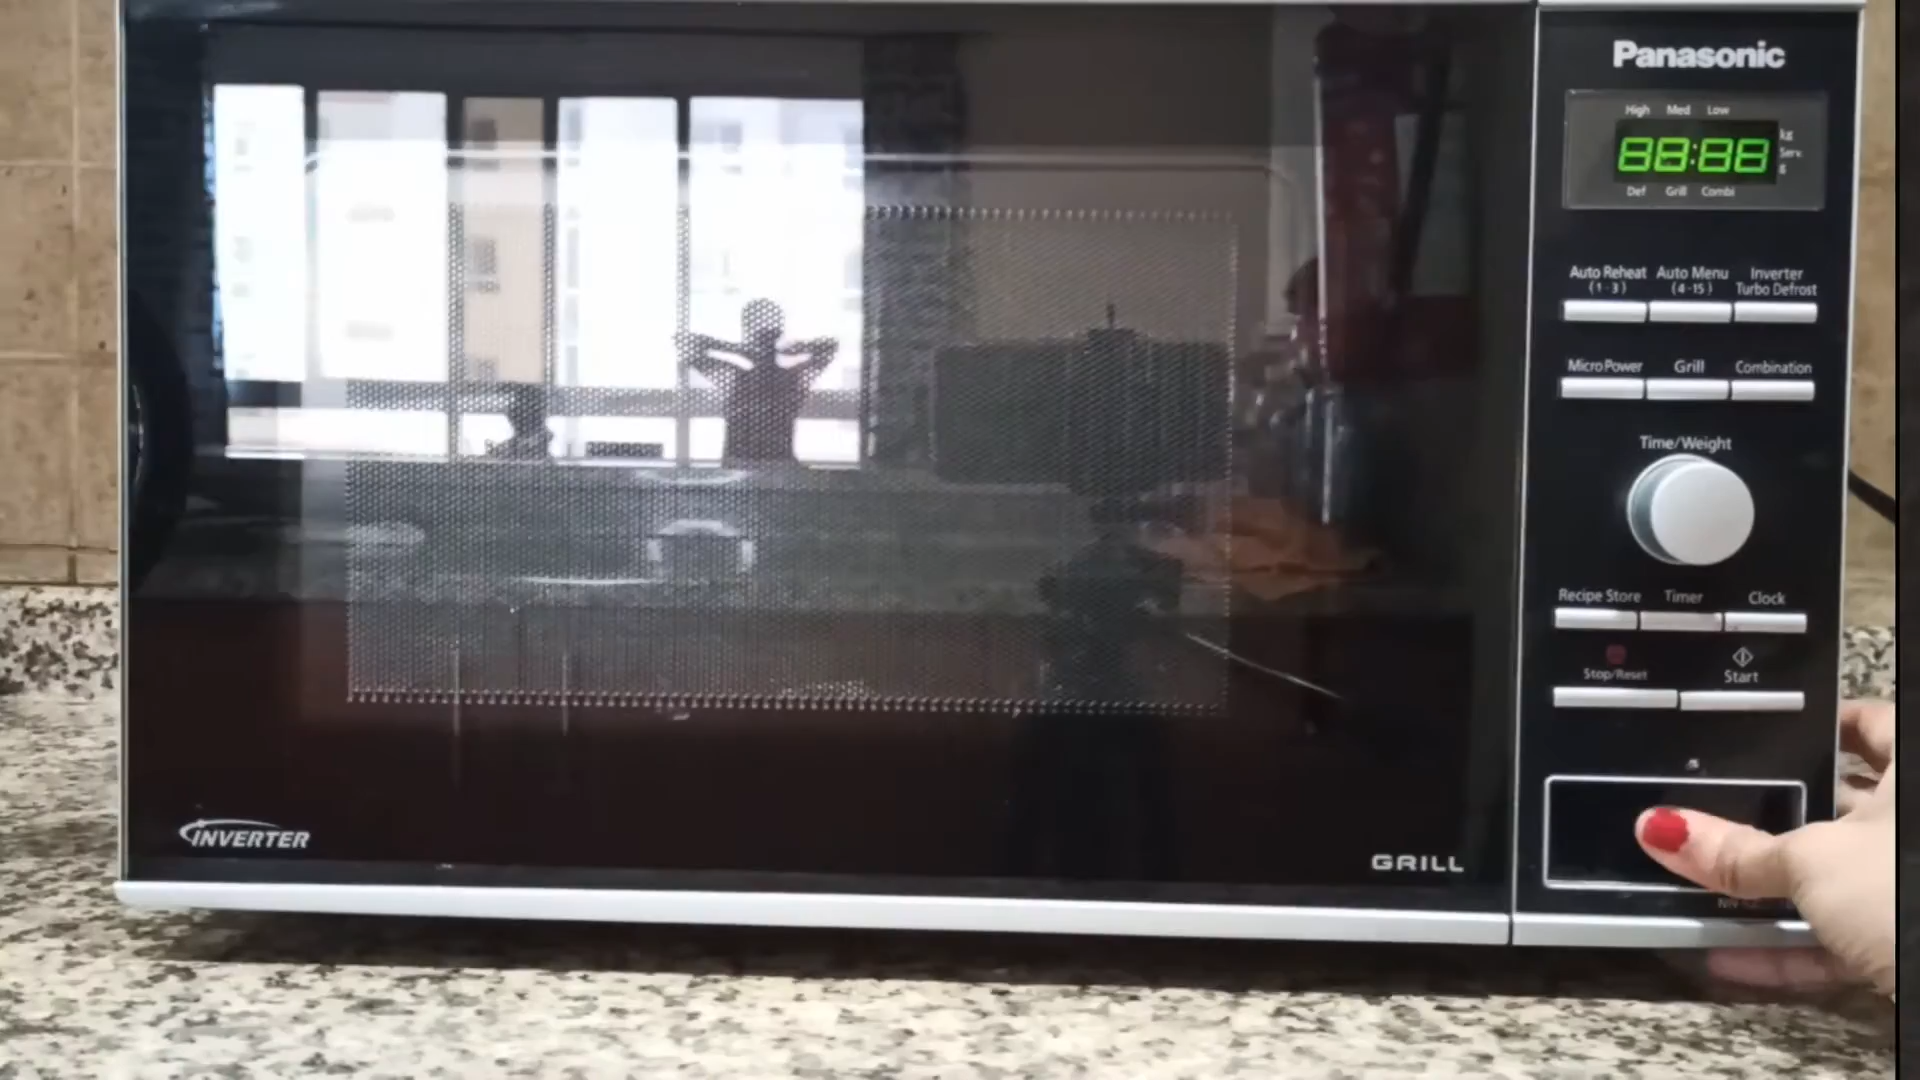 Panasonic
High Med Low
88:88
kg
Serv
g
Def Grill Combi
Auto Reheat Auto Menu Inverter
(1-3) (4-15) Turbo Defrost
Micro Power Grill Combination
Time/Weight
Recipe Store Timer Clock
Stop/Reset Start
INVERTER
GRILL